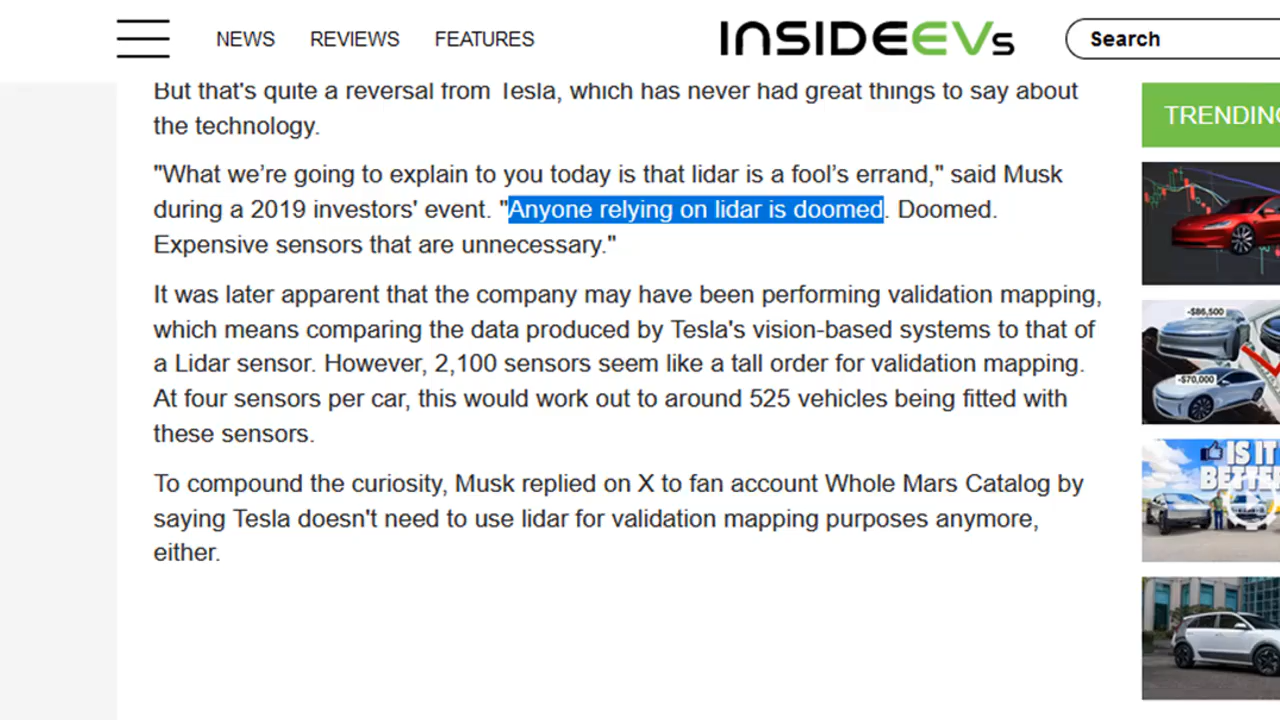 NEWS REVIEWS FEATURES INSIDEEVs Search
But that's quite a reversal from Tesla, which has never had great things to say about
the technology.
"What we’re going to explain to you today is that lidar is a fool’s errand," said Musk
during a 2019 investors' event. "Anyone relying on lidar is doomed. Doomed.
Expensive sensors that are unnecessary."
It was later apparent that the company may have been performing validation mapping,
which means comparing the data produced by Tesla's vision-based systems to that of
a Lidar sensor. However, 2,100 sensors seem like a tall order for validation mapping.
At four sensors per car, this would work out to around 525 vehicles being fitted with
these sensors.
To compound the curiosity, Musk replied on X to fan account Whole Mars Catalog by
saying Tesla doesn't need to use lidar for validation mapping purposes anymore,
either.
TRENDING
-$86,500
-$70,000
IS IT
BETTER